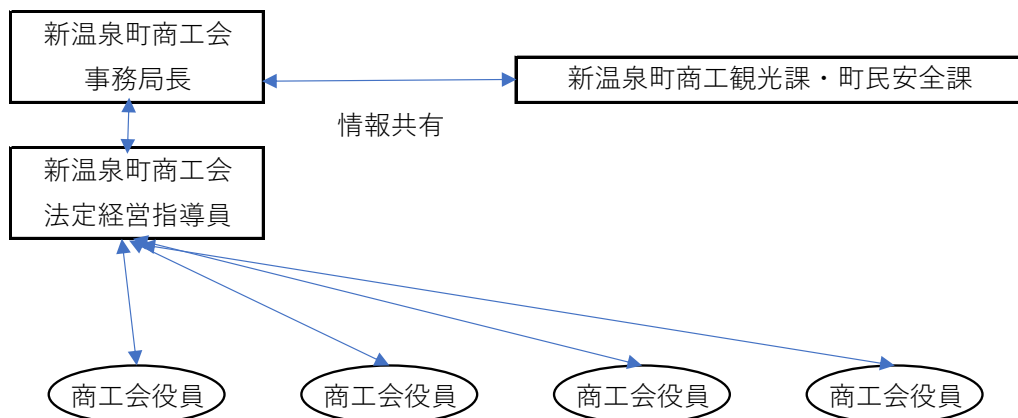 新温泉町商工会
事務局長
新温泉町商工観光課・町民安全課
情報共有
新温泉町商工会
法定経営指導員
商工会役員
商工会役員
商工会役員
商工会役員